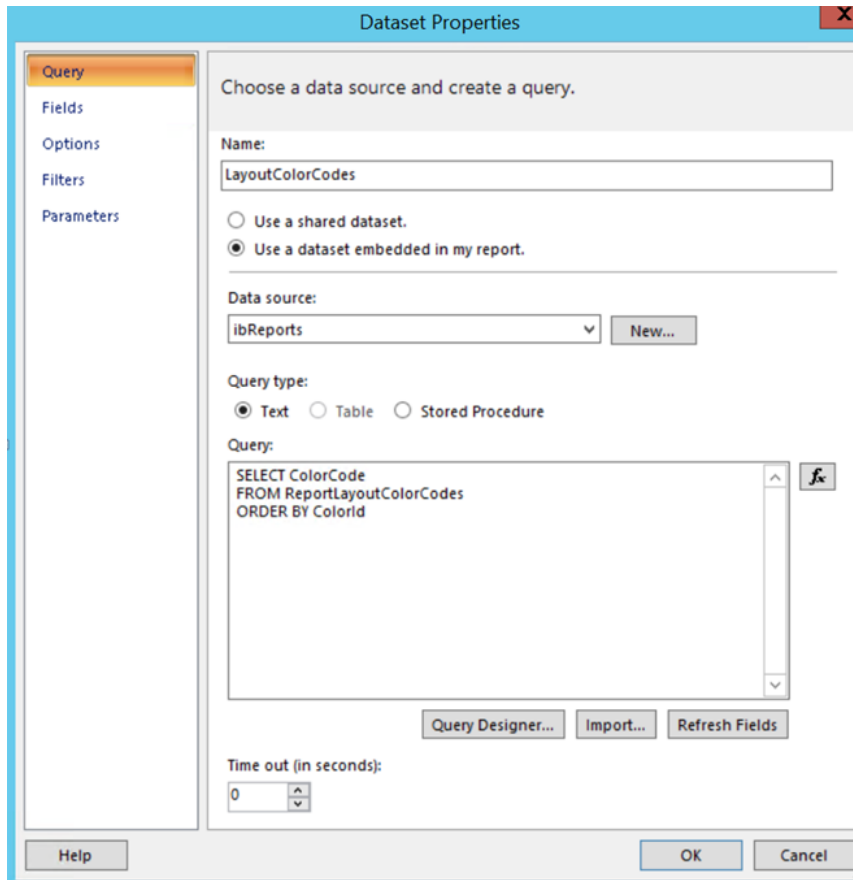 Dataset Properties
X
Query
Fields
Options
Filters
Parameters
Choose a data source and create a query.
Name:
LayoutColorCodes
Use a shared dataset.
Use a dataset embedded in my report.
Data source:
ibReports
New...
Query type:
Text Table Stored Procedure
Query:
SELECT ColorCode
FROM ReportLayoutColorCodes
ORDER BY ColorId
fx
Query Designer... Import... Refresh Fields
Time out (in seconds):
0
Help OK Cancel